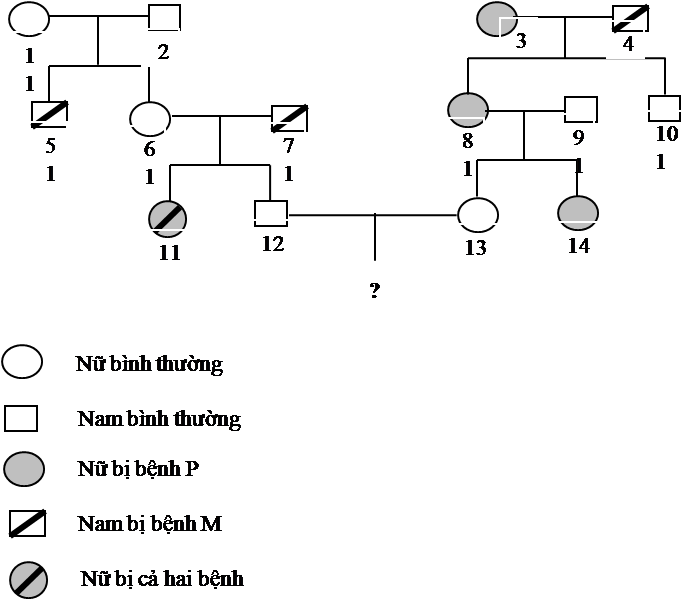 1 2 3 4
1
5 6 7 8 9 10
1 1 1 1 1 1
11 12 13 14
?
Nữ bình thường
Nam bình thường
Nữ bị bệnh P
Nam bị bệnh M
Nữ bị cả hai bệnh